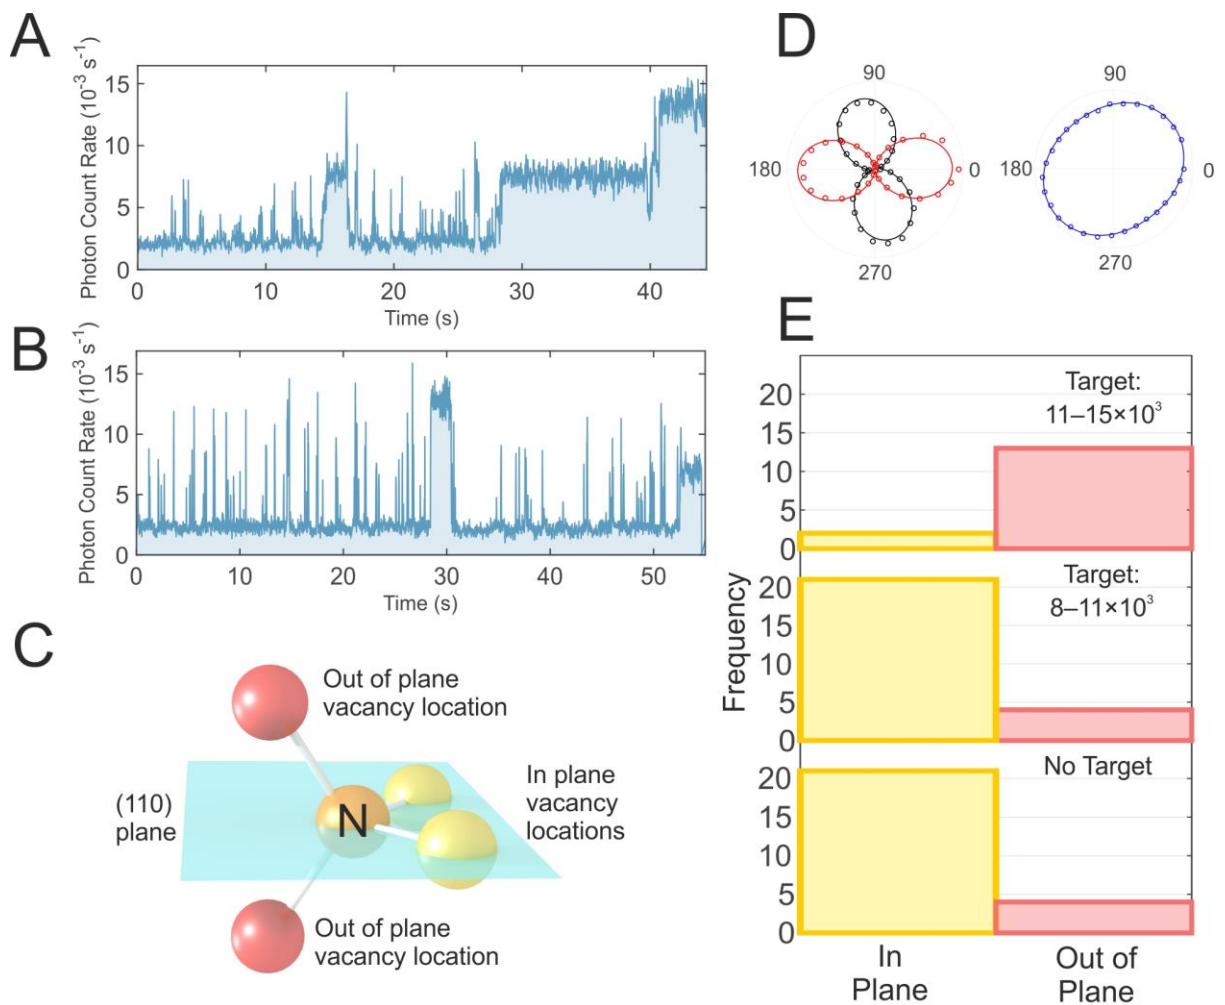 A
Photon Count Rate (10⁻³ s⁻¹)
15
10
5
0
0 10 20 30 40
Time (s)
B
Photon Count Rate (10⁻³ s⁻¹)
15
10
5
0
0 10 20 30 40 50
Time (s)
C
Out of plane
vacancy location
(110)
plane
N
In plane
vacancy
locations
Out of plane
vacancy location
D
90
180
0
270
90
180
0
270
E
Frequency
20
15
10
5
0
Target:
11–15×10³
20
15
10
5
0
Target:
8–11×10³
20
15
10
5
0
No Target
In
Plane
Out of
Plane